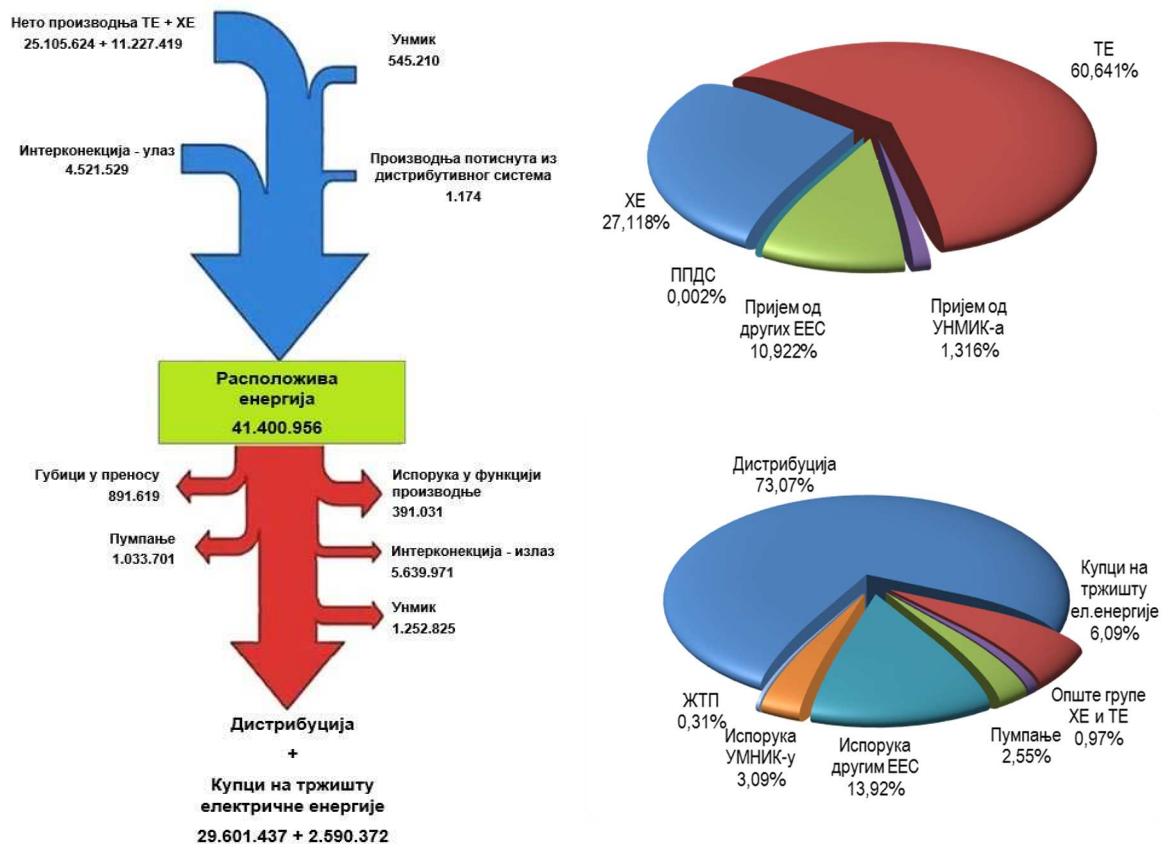 Нето производња ТЕ + ХЕ
25.105.624 + 11.227.419
Унмик
545.210
Интерконекција - улаз
4.521.529
Производња потиснута из
дистрибутивног система
1.174
Расположива
енергија
41.400.956
Губици у преносу
891.619
Испорука у функцији
производње
391.031
Пумпање
1.033.701
Интерконекција - излаз
5.639.971
Унмик
1.252.825
Дистрибуција
+
Купци на тржишту
електричне енергије
29.601.437 + 2.590.372
ТЕ
60,641%
ХЕ
27,118%
ППДС
0,002%
Пријем од
других ЕЕС
10,922%
Пријем од
УНМИК-а
1,316%
Дистрибуција
73,07%
Купци на
тржишту
ел.енергије
6,09%
Опште групе
ХЕ и ТЕ
0,97%
Пумпање
2,55%
Испорука
другим ЕЕС
13,92%
Испорука
УМНИК-у
3,09%
ЖТП
0,31%